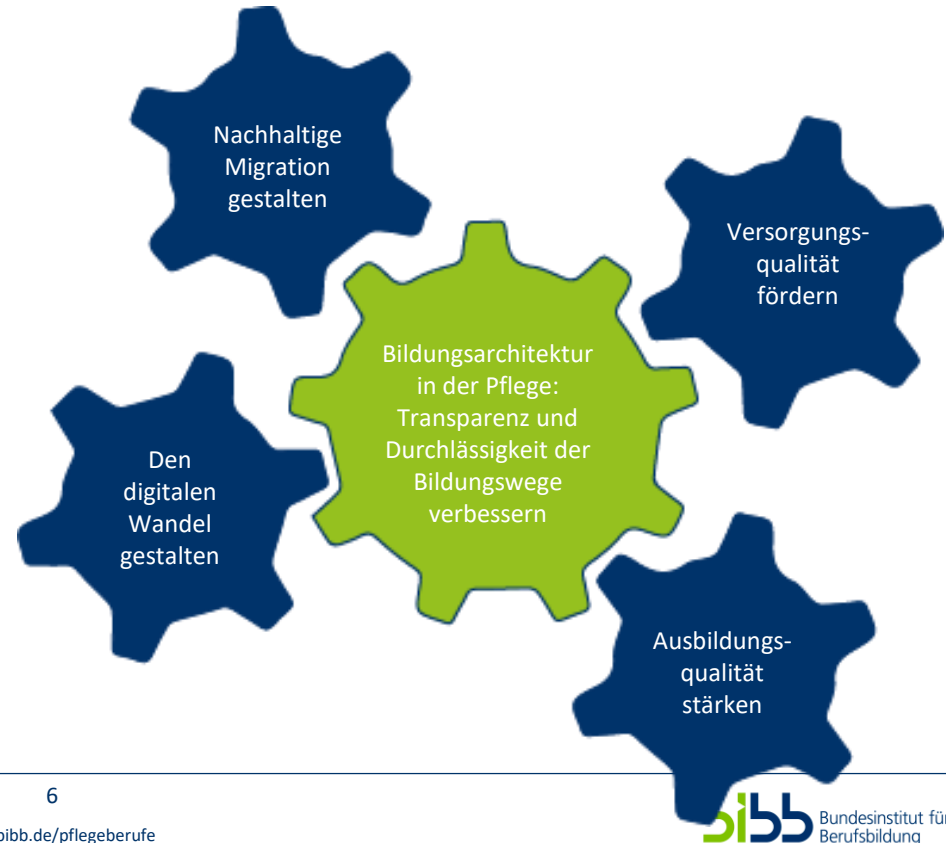 Nachhaltige
Migration
gestalten
Versorgungs-
qualität
fördern
Bildungsarchitektur
in der Pflege:
Transparenz und
Durchlässigkeit der
Bildungswege
verbessern
Den
digitalen
Wandel
gestalten
Ausbildungs-
qualität
stärken
6
bibb.de/pflegeberufe
bibb
Bundesinstitut für
Berufsbildung